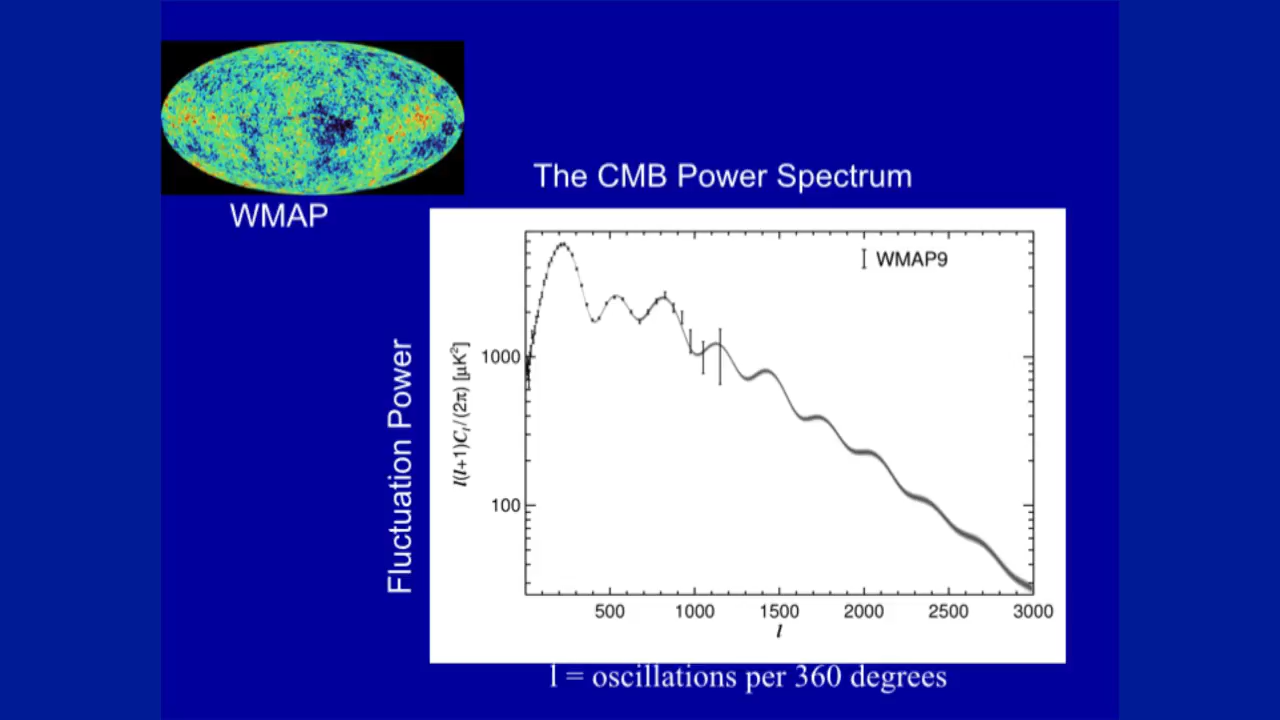 WMAP
The CMB Power Spectrum
WMAP9
Fluctuation Power
l(l+1)Cl/(2π) [μK²]
1000
100
500 1000 1500 2000 2500 3000
l
l = oscillations per 360 degrees